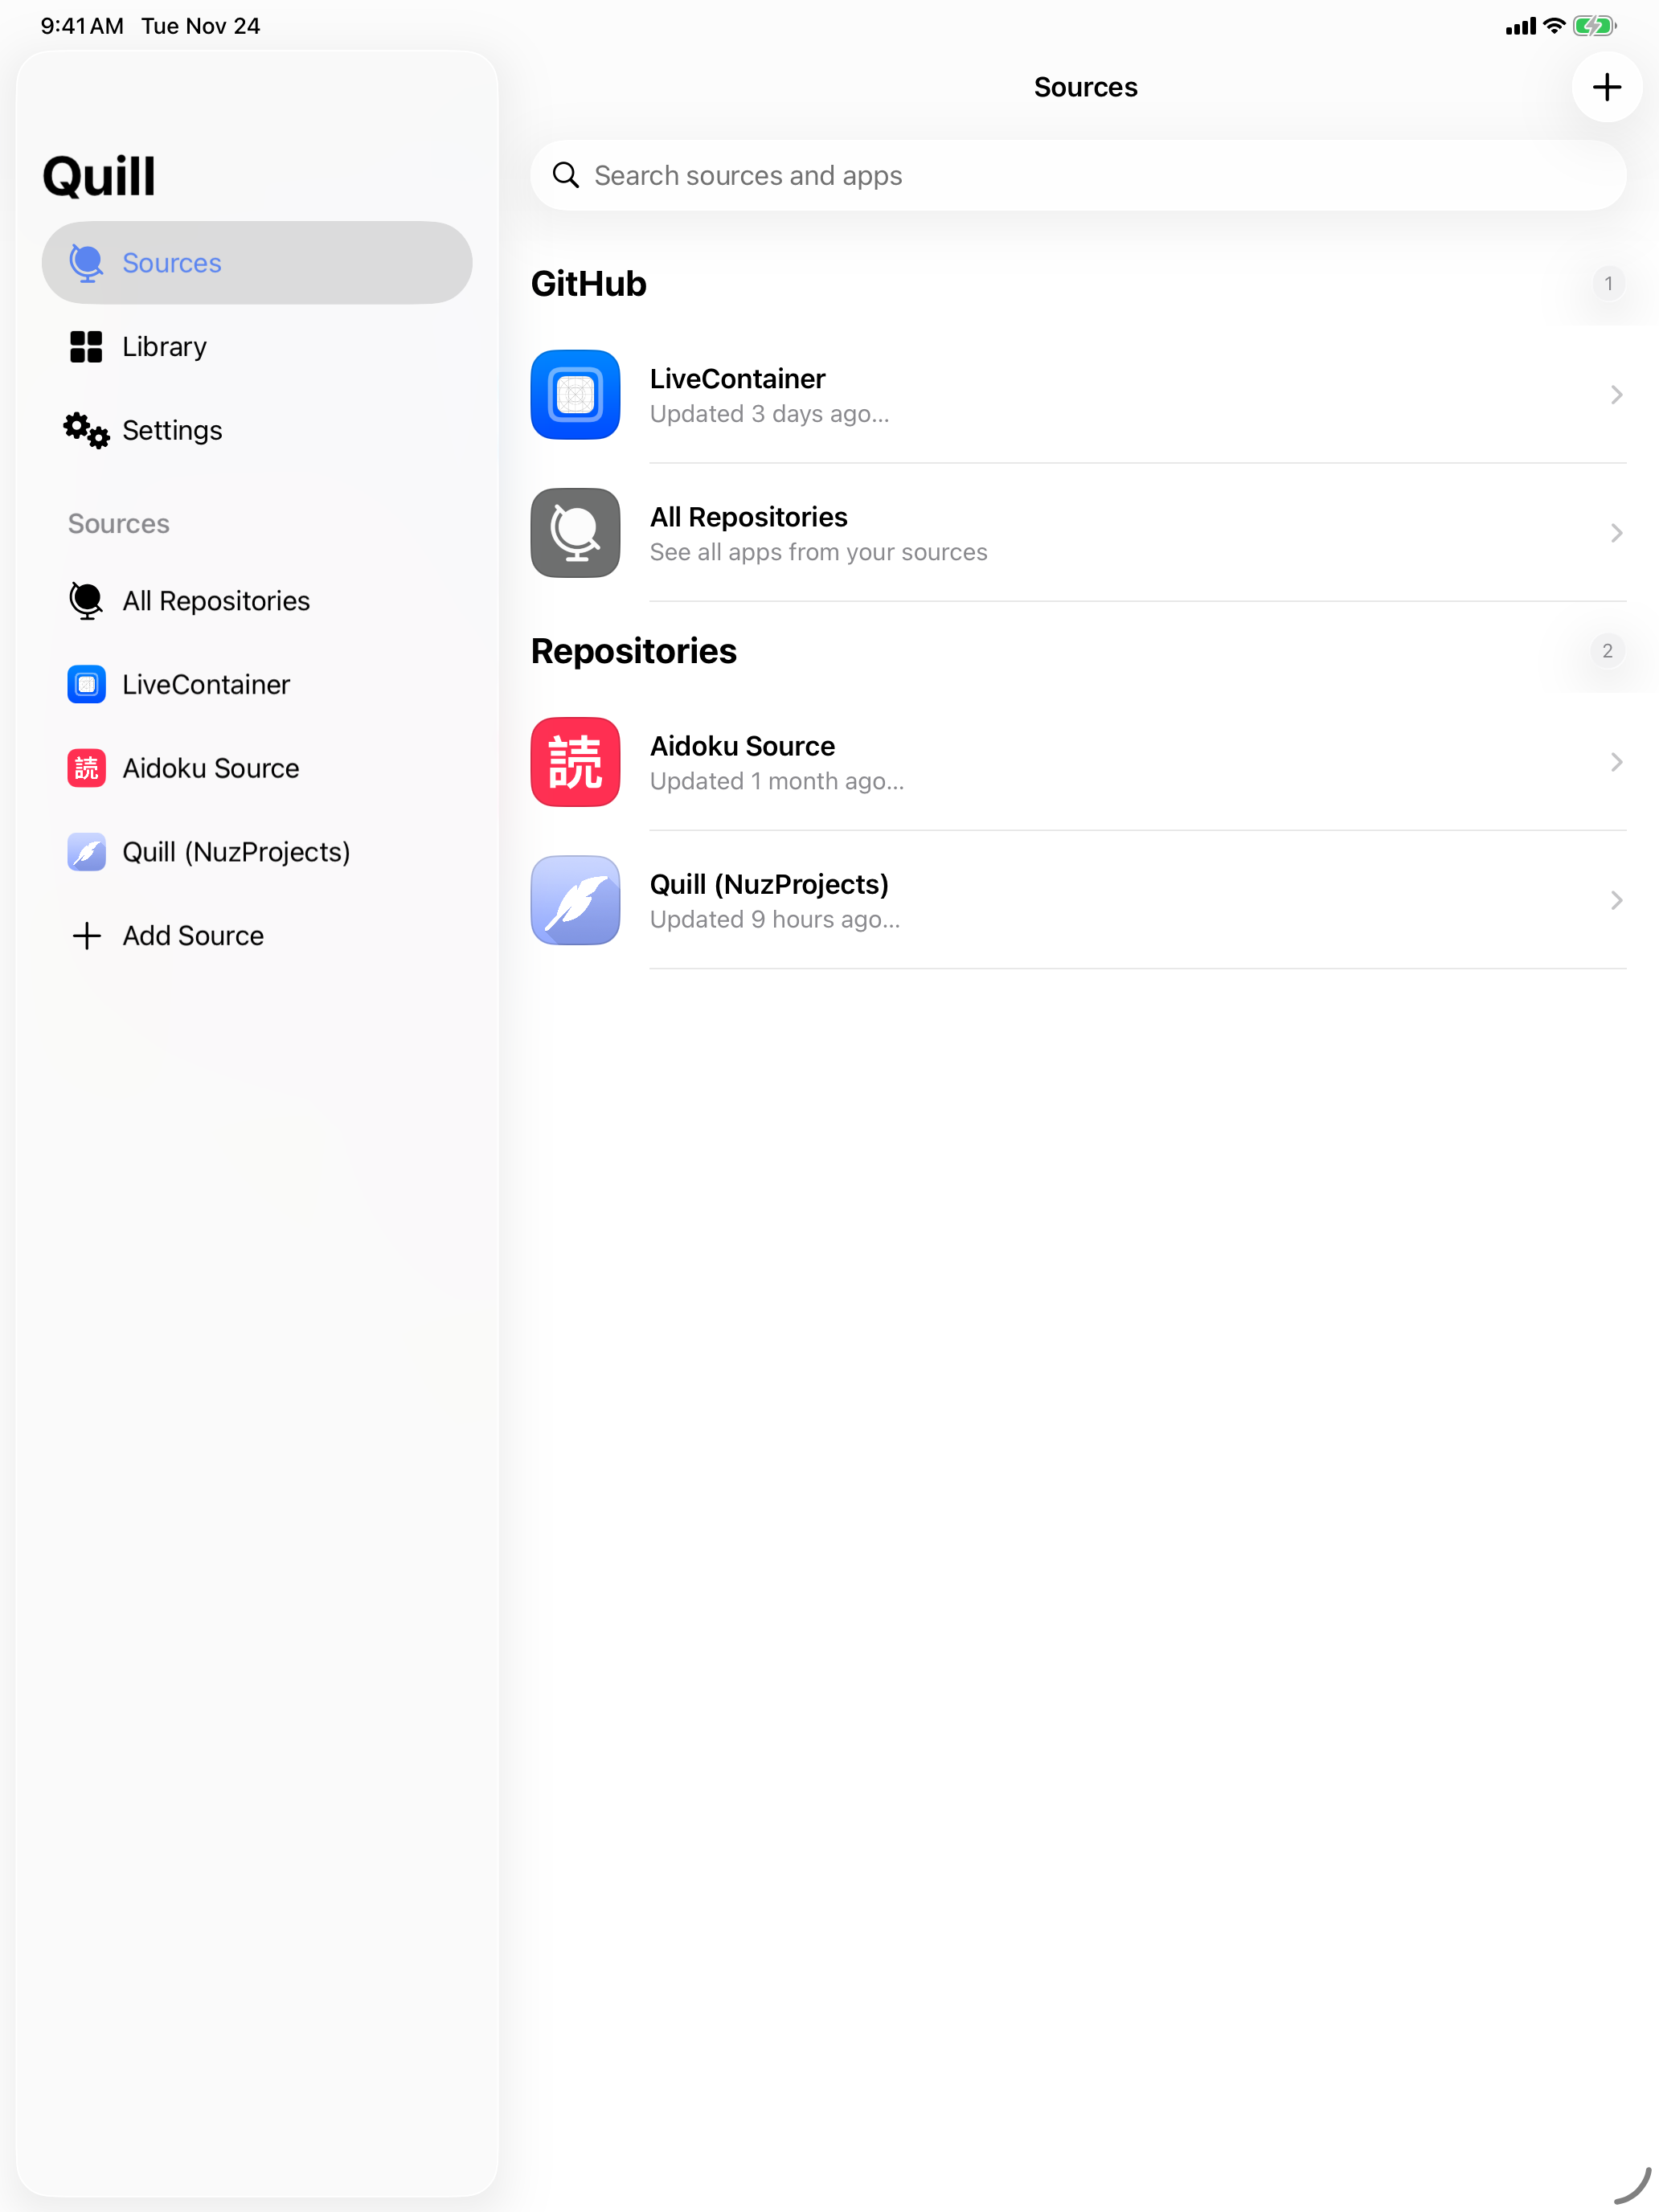 9:41 AM Tue Nov 24
Quill
Sources
Library
Settings
Sources
All Repositories
LiveContainer
読 Aidoku Source
Quill (NuzProjects)
Add Source
Sources
Search sources and apps
GitHub 1
LiveContainer
Updated 3 days ago...
All Repositories
See all apps from your sources
Repositories 2
読
Aidoku Source
Updated 1 month ago...
Quill (NuzProjects)
Updated 9 hours ago...